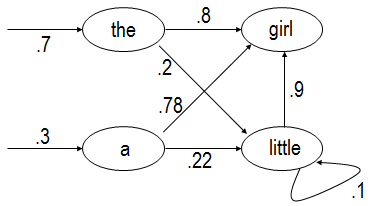 the .8 girl
.7
.2
.78 .9
.3 a .22 little
.1